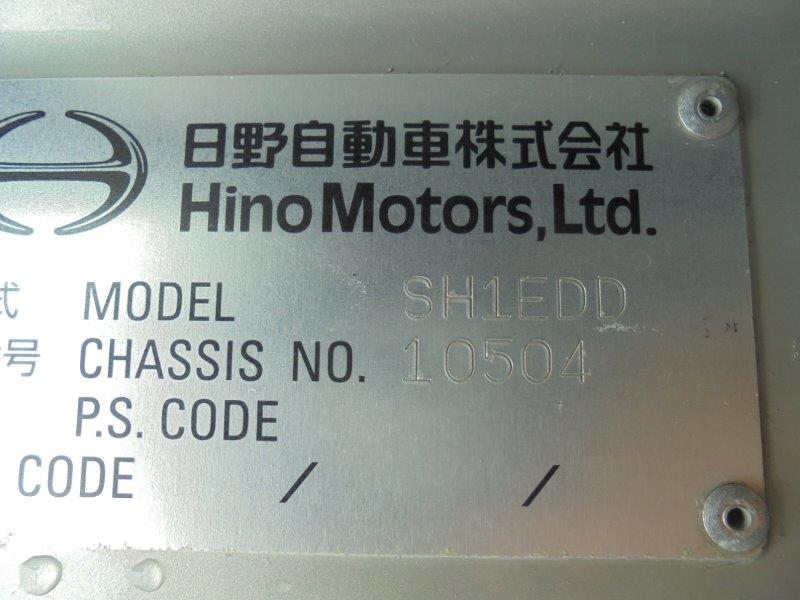 日野自動車株式会社
Hino Motors, Ltd.
式 MODEL SH1EDD
号 CHASSIS NO. 10504
P.S. CODE
CODE / /